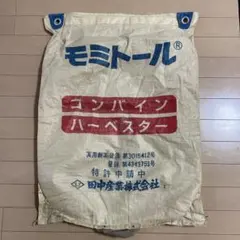 モミトール®
コンバイン
ハーベスター
特許申請中
田中産業株式会社